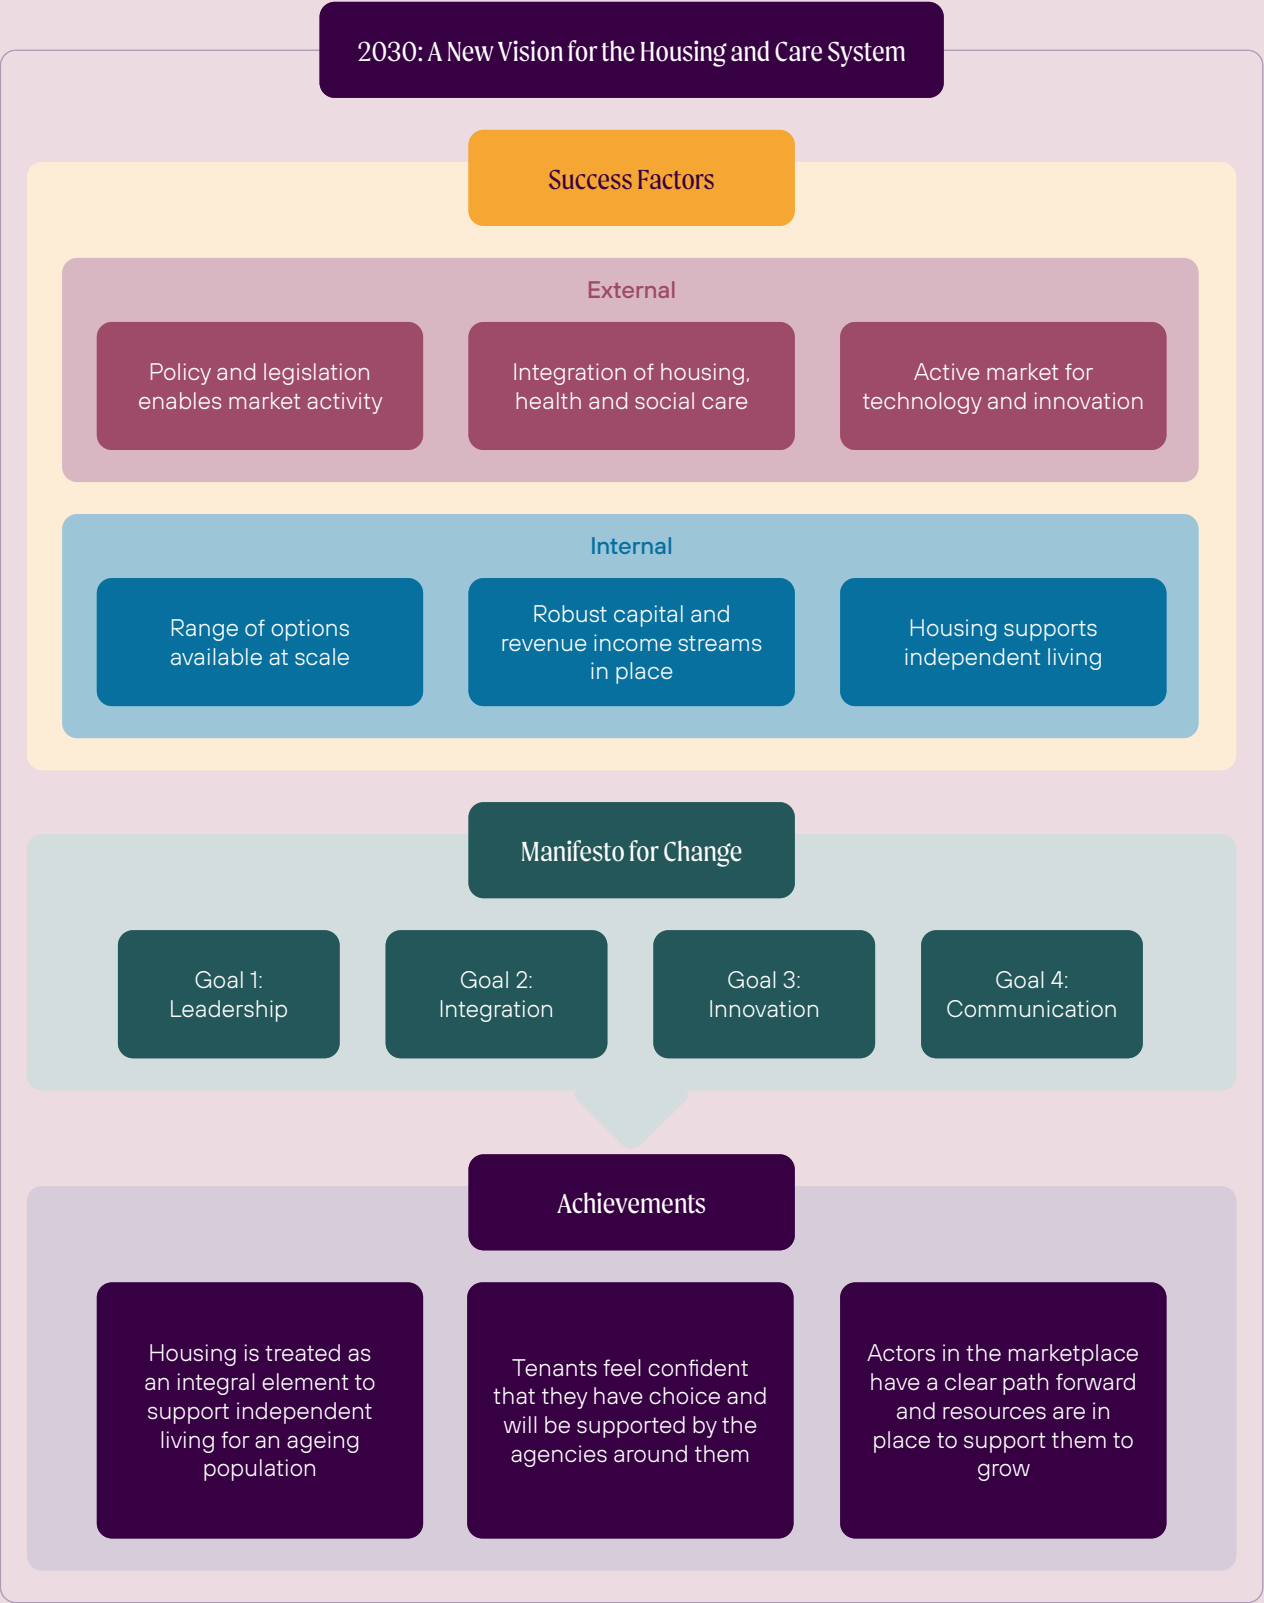 2030: A New Vision for the Housing and Care System
Success Factors
External
Policy and legislation
enables market activity
Integration of housing,
health and social care
Active market for
technology and innovation
Internal
Range of options
available at scale
Robust capital and
revenue income streams
in place
Housing supports
independent living
Manifesto for Change
Goal 1:
Leadership
Goal 2:
Integration
Goal 3:
Innovation
Goal 4:
Communication
Achievements
Housing is treated as
an integral element to
support independent
living for an ageing
population
Tenants feel confident
that they have choice and
will be supported by the
agencies around them
Actors in the marketplace
have a clear path forward
and resources are in
place to support them to
grow